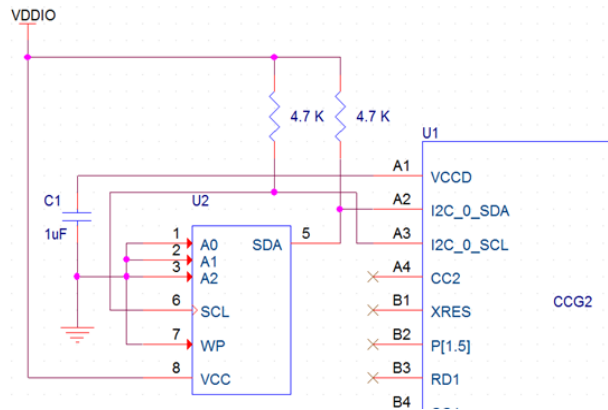 VDDIO
4.7 K
4.7 K
U1
A1
VCCD
A2
I2C_0_SDA
A3
I2C_0_SCL
A4
CC2
B1
XRES
B2
P[1.5]
B3
RD1
B4
CCG2
C1
1uF
U2
1
A0
2
A1
3
A2
SDA
5
6
SCL
7
WP
8
VCC